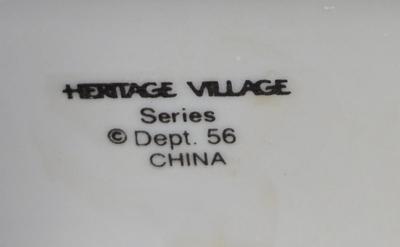 HERITAGE VILLAGE
Series
© Dept. 56
CHINA